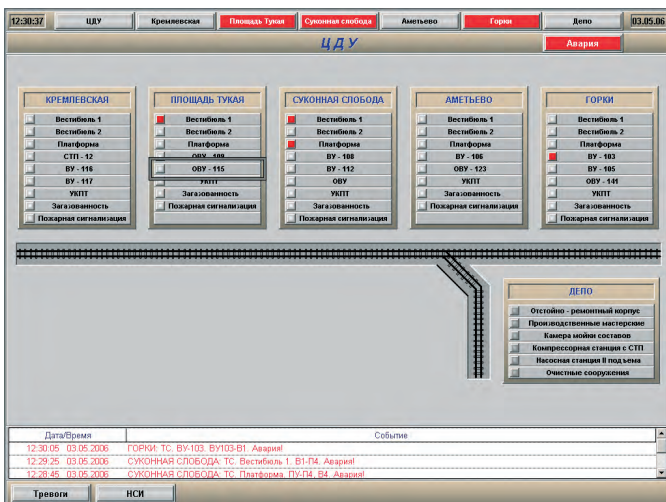 12:30:37 ЦДУ Кремлевская Площадь Тукая Суконная слобода Аметьево Горки Депо 03.05.06
ЦДУ Авария
КРЕМЛЕВСКАЯ
Вестибюль 1
Вестибюль 2
Платформа
СТП - 12
ВУ - 116
ВУ - 117
УКПТ
Загазованность
Пожарная сигнализация
ПЛОЩАДЬ ТУКАЯ
Вестибюль 1
Вестибюль 2
Платформа
ОВУ - 115
УКПТ
Загазованность
Пожарная сигнализация
СУКОННАЯ СЛОБОДА
Вестибюль 1
Вестибюль 2
Платформа
ВУ - 108
ВУ - 112
ОВУ
УКПТ
Загазованность
Пожарная сигнализация
АМЕТЬЕВО
Вестибюль 1
Вестибюль 2
Платформа
ВУ - 106
ОВУ - 123
УКПТ
Загазованность
Пожарная сигнализация
ГОРКИ
Вестибюль 1
Вестибюль 2
Платформа
ВУ - 103
ВУ - 105
ОВУ - 141
УКПТ
Загазованность
Пожарная сигнализация
ДЕПО
Отстойно - ремонтный корпус
Производственные мастерские
Камера мойки составов
Компрессорная станция с СТП
Насосная станция II подъема
Очистные сооружения
Дата/Время Событие
12:30:05 03.05.2006 ГОРКИ: ТС. ВУ-103. ВУ103-В1. Авария!
12:29:25 03.05.2006 СУКОННАЯ СЛОБОДА: ТС. Вестибюль 1. В1-П4. Авария!
12:28:45 03.05.2006 СУКОННАЯ СЛОБОДА: ТС. Платформа. ПУ-П4, В4. Авария!
Тревоги НСИ